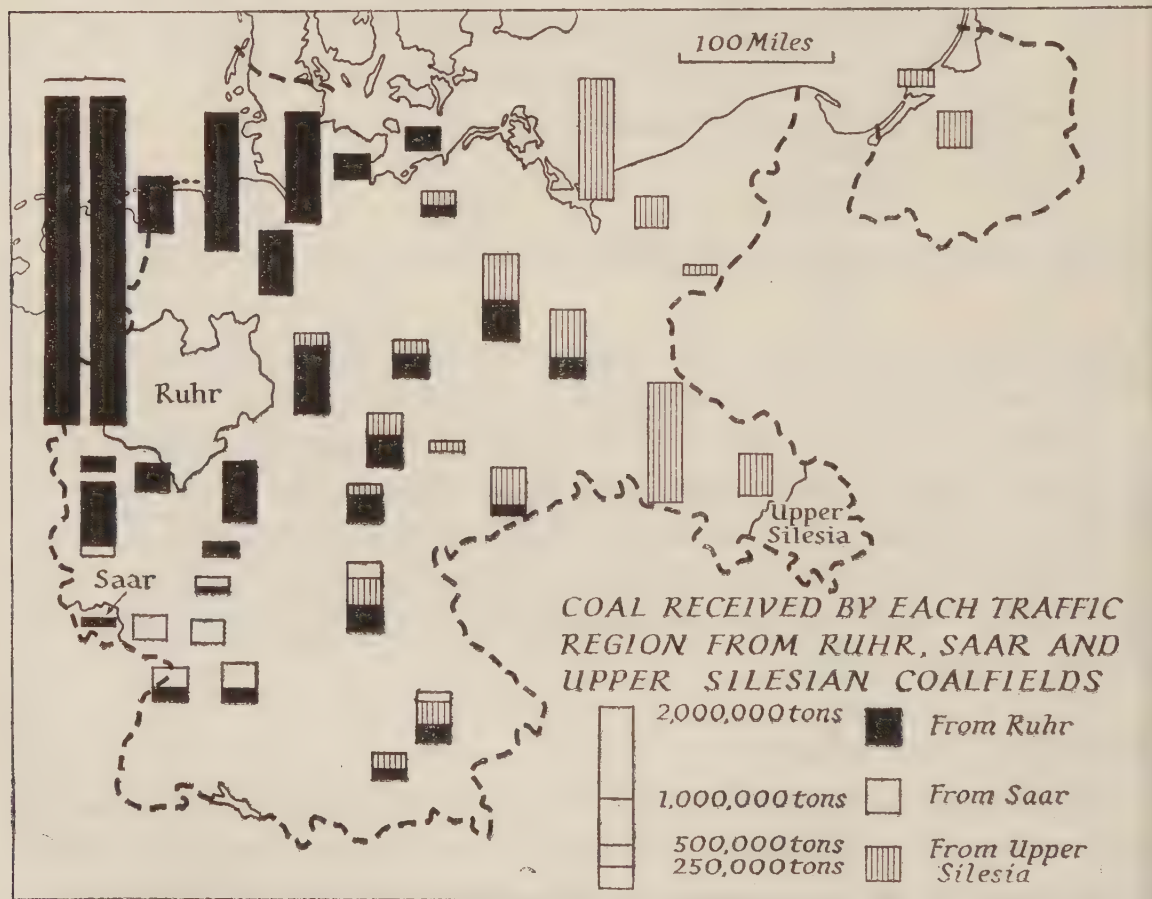 100 Miles
Ruhr
Upper
Silesia
Saar
COAL RECEIVED BY EACH TRAFFIC
REGION FROM RUHR, SAAR AND
UPPER SILESIAN COALFIELDS
2,000,000 tons
From Ruhr
1,000,000 tons
From Saar
500,000 tons
250,000 tons
From Upper
Silesia